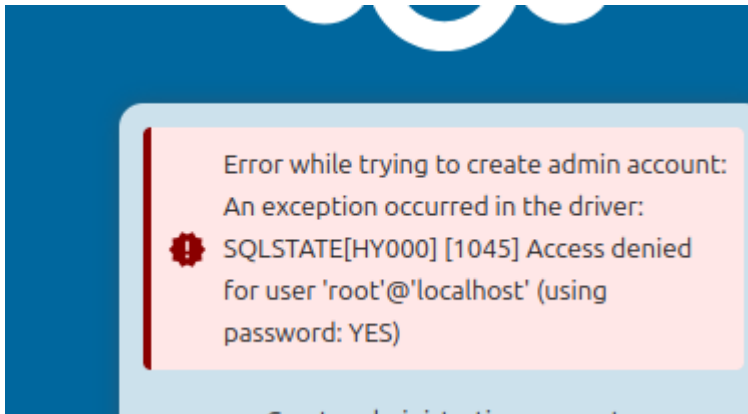 Error while trying to create admin account:
An exception occurred in the driver:
SQLSTATE[HY000] [1045] Access denied
for user 'root'@'localhost' (using
password: YES)